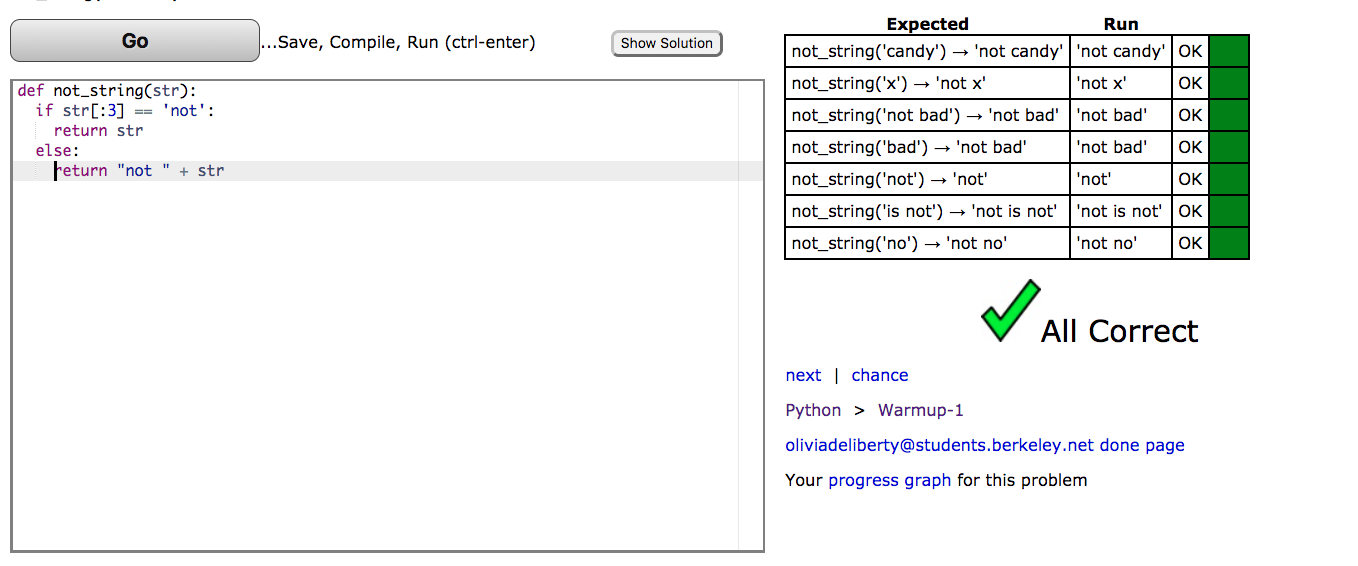 Go
...Save, Compile, Run (ctrl-enter)
Show Solution
def not_string(str):
  if str[:3] == 'not':
    return str
  else:
    return "not " + str
Expected Run
not_string('candy') → 'not candy' 'not candy' OK
not_string('x') → 'not x' 'not x' OK
not_string('not bad') → 'not bad' 'not bad' OK
not_string('bad') → 'not bad' 'not bad' OK
not_string('not') → 'not' 'not' OK
not_string('is not') → 'not is not' 'not is not' OK
not_string('no') → 'not no' 'not no' OK
All Correct
next | chance
Python > Warmup-1
oliviadeliberty@students.berkeley.net done page
Your progress graph for this problem